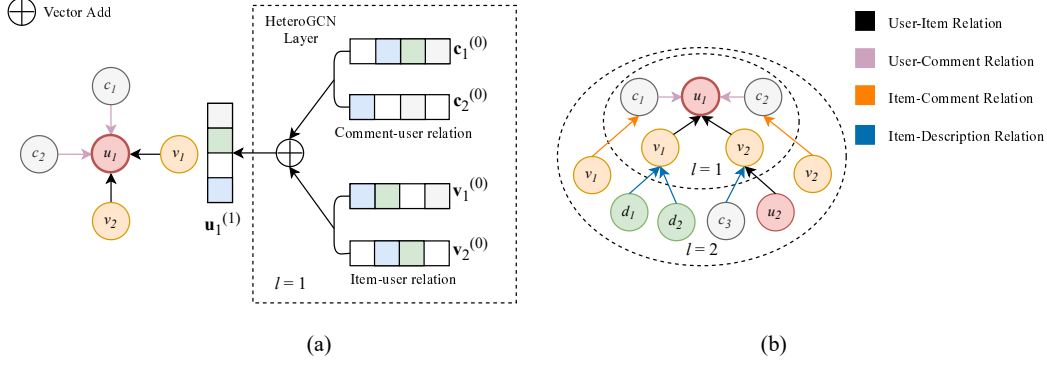 Vector Add
HeteroGCN
Layer
c1(0)
c2(0)
Comment-user relation
v1(0)
v2(0)
Item-user relation
l = 1
u1(1)
c1
c2
u1
v1
v2
(a)
c1
u1
c2
v1
v2
v1
l = 1
v2
d1
d2
c3
u2
l = 2
(b)
User-Item Relation
User-Comment Relation
Item-Comment Relation
Item-Description Relation